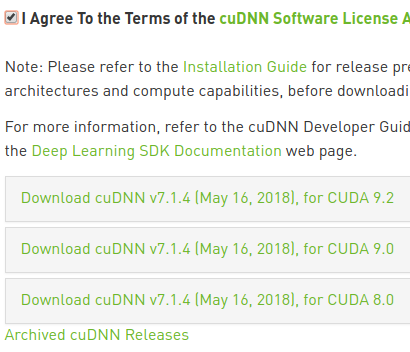 I Agree To the Terms of the cuDNN Software License
Note: Please refer to the Installation Guide for release
architectures and compute capabilities, before
For more information, refer to the cuDNN Developer
the Deep Learning SDK Documentation web page.
Download cuDNN v7.1.4 (May 16, 2018), for CUDA 9.2
Download cuDNN v7.1.4 (May 16, 2018), for CUDA 9.0
Download cuDNN v7.1.4 (May 16, 2018), for CUDA 8.0
Archived cuDNN Releases